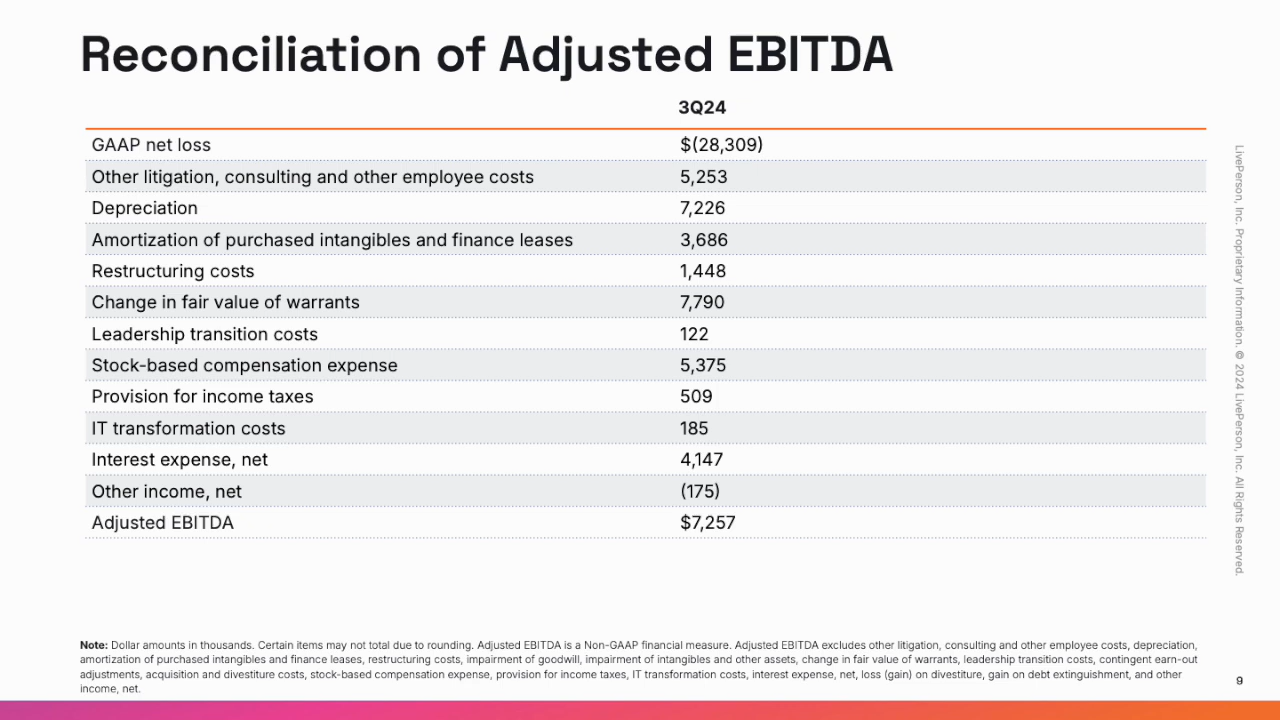 Reconciliation of Adjusted EBITDA
3Q24
GAAP net loss $(28,309)
Other litigation, consulting and other employee costs 5,253
Depreciation 7,226
Amortization of purchased intangibles and finance leases 3,686
Restructuring costs 1,448
Change in fair value of warrants 7,790
Leadership transition costs 122
Stock-based compensation expense 5,375
Provision for income taxes 509
IT transformation costs 185
Interest expense, net 4,147
Other income, net (175)
Adjusted EBITDA $7,257
LivePerson, Inc. Proprietary Information. © 2024 LivePerson, Inc. All Rights Reserved.
Note: Dollar amounts in thousands. Certain items may not total due to rounding. Adjusted EBITDA is a Non-GAAP financial measure. Adjusted EBITDA excludes other litigation, consulting and other employee costs, depreciation,
amortization of purchased intangibles and finance leases, restructuring costs, impairment of goodwill, impairment of intangibles and other assets, change in fair value of warrants, leadership transition costs, contingent earn-out
adjustments, acquisition and divestiture costs, stock-based compensation expense, provision for income taxes, IT transformation costs, interest expense, net, loss (gain) on divestiture, gain on debt extinguishment, and other
income, net.
9